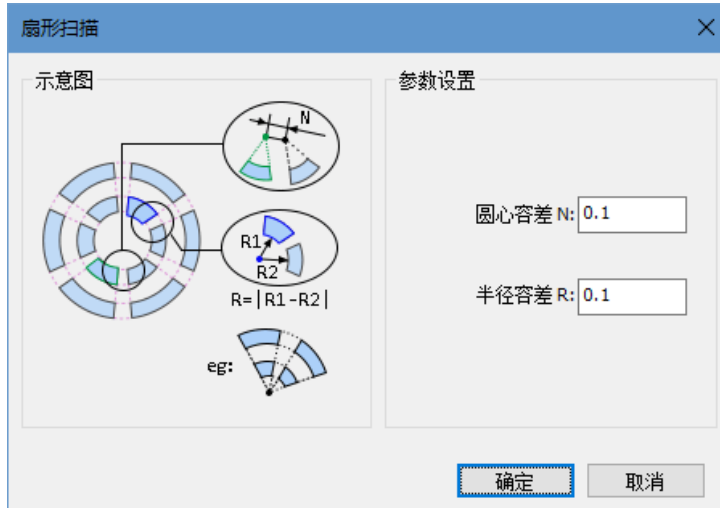 扇形扫描
示意图
N
R1
R2
R=|R1-R2|
eg:
参数设置
圆心容差 N: 0.1
半径容差 R: 0.1
确定
取消